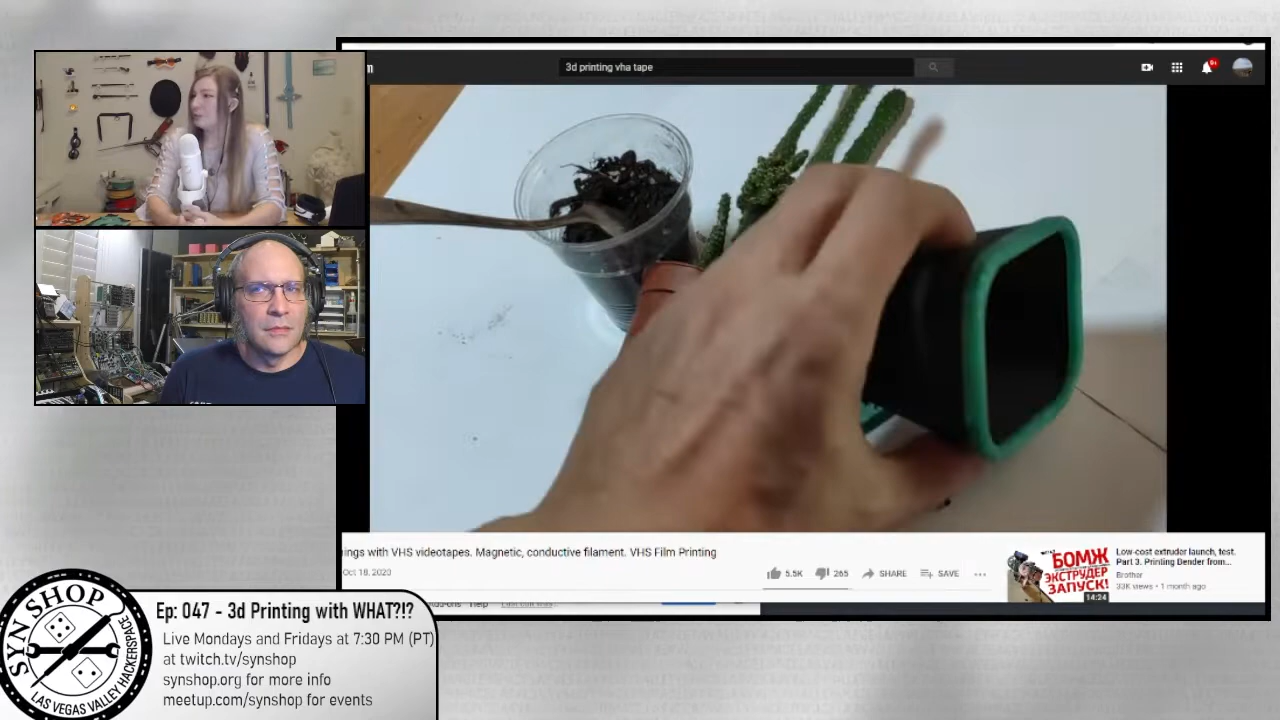 3d printing vha tape
9+
ings with VHS videotapes. Magnetic, conductive filament. VHS Film Printing
Oct 18, 2020
5.5K
265
SHARE
SAVE
БОМЖ
ЭКСТРУДЕР
ЗАПУСК!
14:24
Low-cost extruder launch, test.
Part 3. Printing Bender from...
Brother
33K views • 1 month ago
Help
SYN SHOP
LAS VEGAS VALLEY HACKERSPACE
Ep: 047 - 3d Printing with WHAT?!?
Live Mondays and Fridays at 7:30 PM (PT)
at twitch.tv/synshop
synshop.org for more info
meetup.com/synshop for events